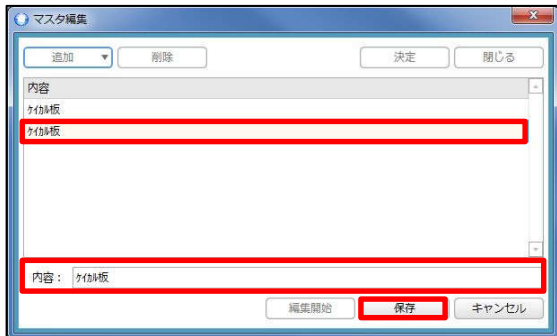 マスタ編集
追加 削除 決定 閉じる
内容
ｹｲｶﾙ板
ｹｲｶﾙ板
内容： ｹｲｶﾙ板
編集開始 保存 キャンセル